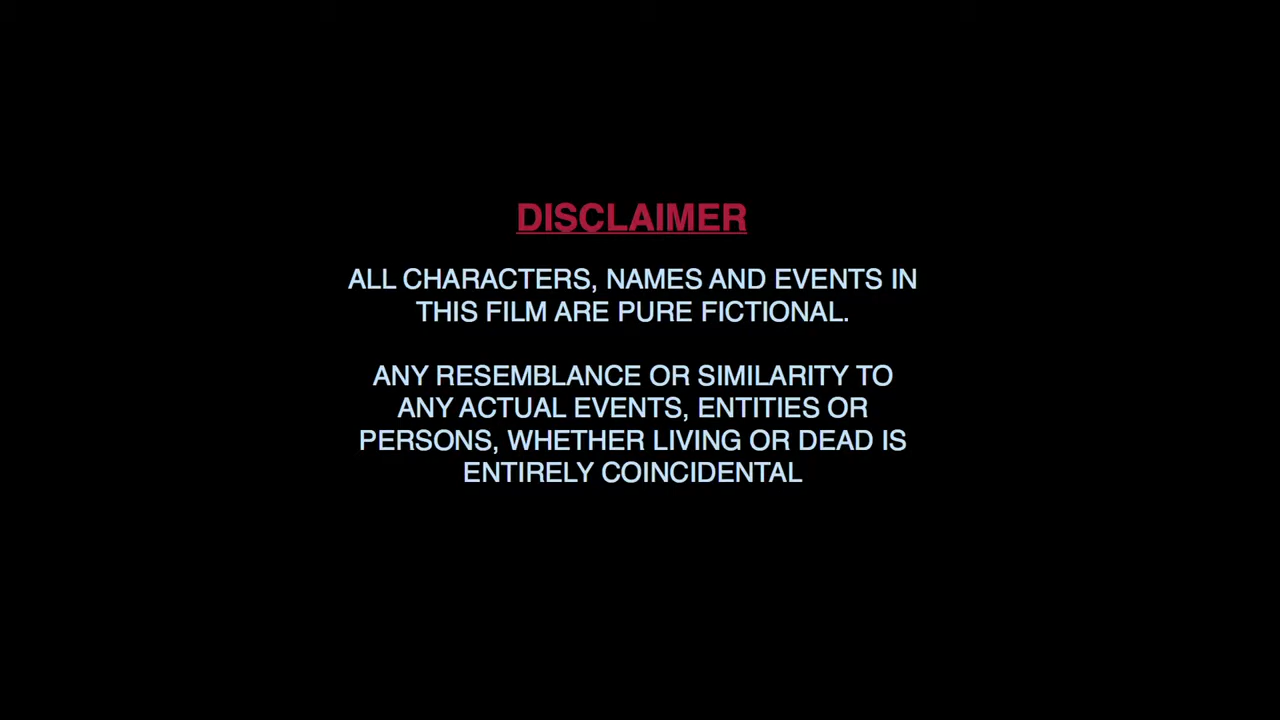 DISCLAIMER
ALL CHARACTERS, NAMES AND EVENTS IN
THIS FILM ARE PURE FICTIONAL.
ANY RESEMBLANCE OR SIMILARITY TO
ANY ACTUAL EVENTS, ENTITIES OR
PERSONS, WHETHER LIVING OR DEAD IS
ENTIRELY COINCIDENTAL